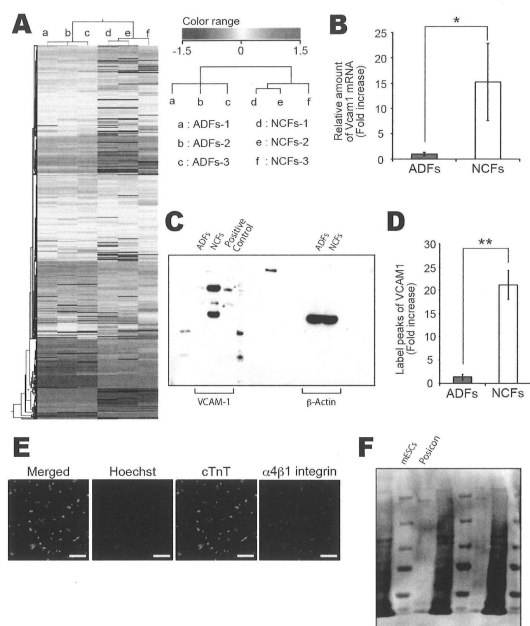 A
a b c d e f
Color range
-1.5 0 1.5
a b c d e f
a : ADFs-1 d : NCFs-1
b : ADFs-2 e : NCFs-2
c : ADFs-3 f : NCFs-3
B
Relative amount
of Vcam1 mRNA
(Fold increase)
25
20
15
10
5
0
*
ADFs NCFs
C
ADFs
NCFs
Positive
Control
ADFs
NCFs
VCAM-1 β-Actin
D
Label peaks of VCAM1
(Fold increase)
30
25
20
15
10
5
0
**
ADFs NCFs
E
Merged Hoechst cTnT α4β1 integrin
F
mESCs
Posicon